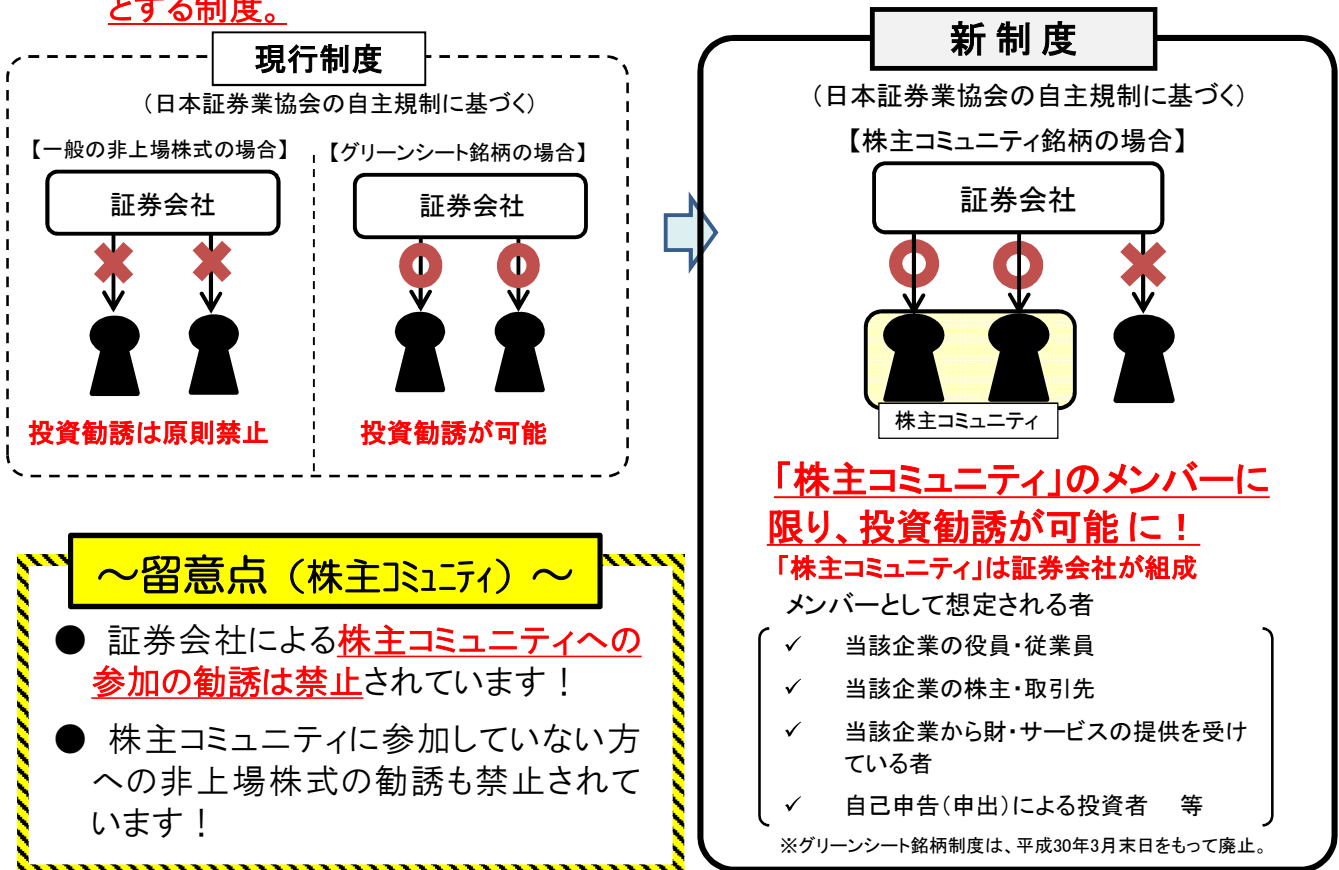 とする制度。
現行制度
（日本証券業協会の自主規制に基づく）
【一般の非上場株式の場合】
【グリーンシート銘柄の場合】
証券会社
証券会社
投資勧誘は原則禁止
投資勧誘が可能
新制度
（日本証券業協会の自主規制に基づく）
【株主コミュニティ銘柄の場合】
証券会社
株主コミュニティ
「株主コミュニティ」のメンバーに
限り、投資勧誘が可能に！
「株主コミュニティ」は証券会社が組成
メンバーとして想定される者
✓ 当該企業の役員・従業員
✓ 当該企業の株主・取引先
✓ 当該企業から財・サービスの提供を受け
ている者
✓ 自己申告（申出）による投資者 等
※グリーンシート銘柄制度は、平成30年3月末日をもって廃止。
～留意点（株主ｺﾐｭﾆﾃｨ）～
● 証券会社による株主コミュニティへの
参加の勧誘は禁止されています！
● 株主コミュニティに参加していない方
への非上場株式の勧誘も禁止されて
います！